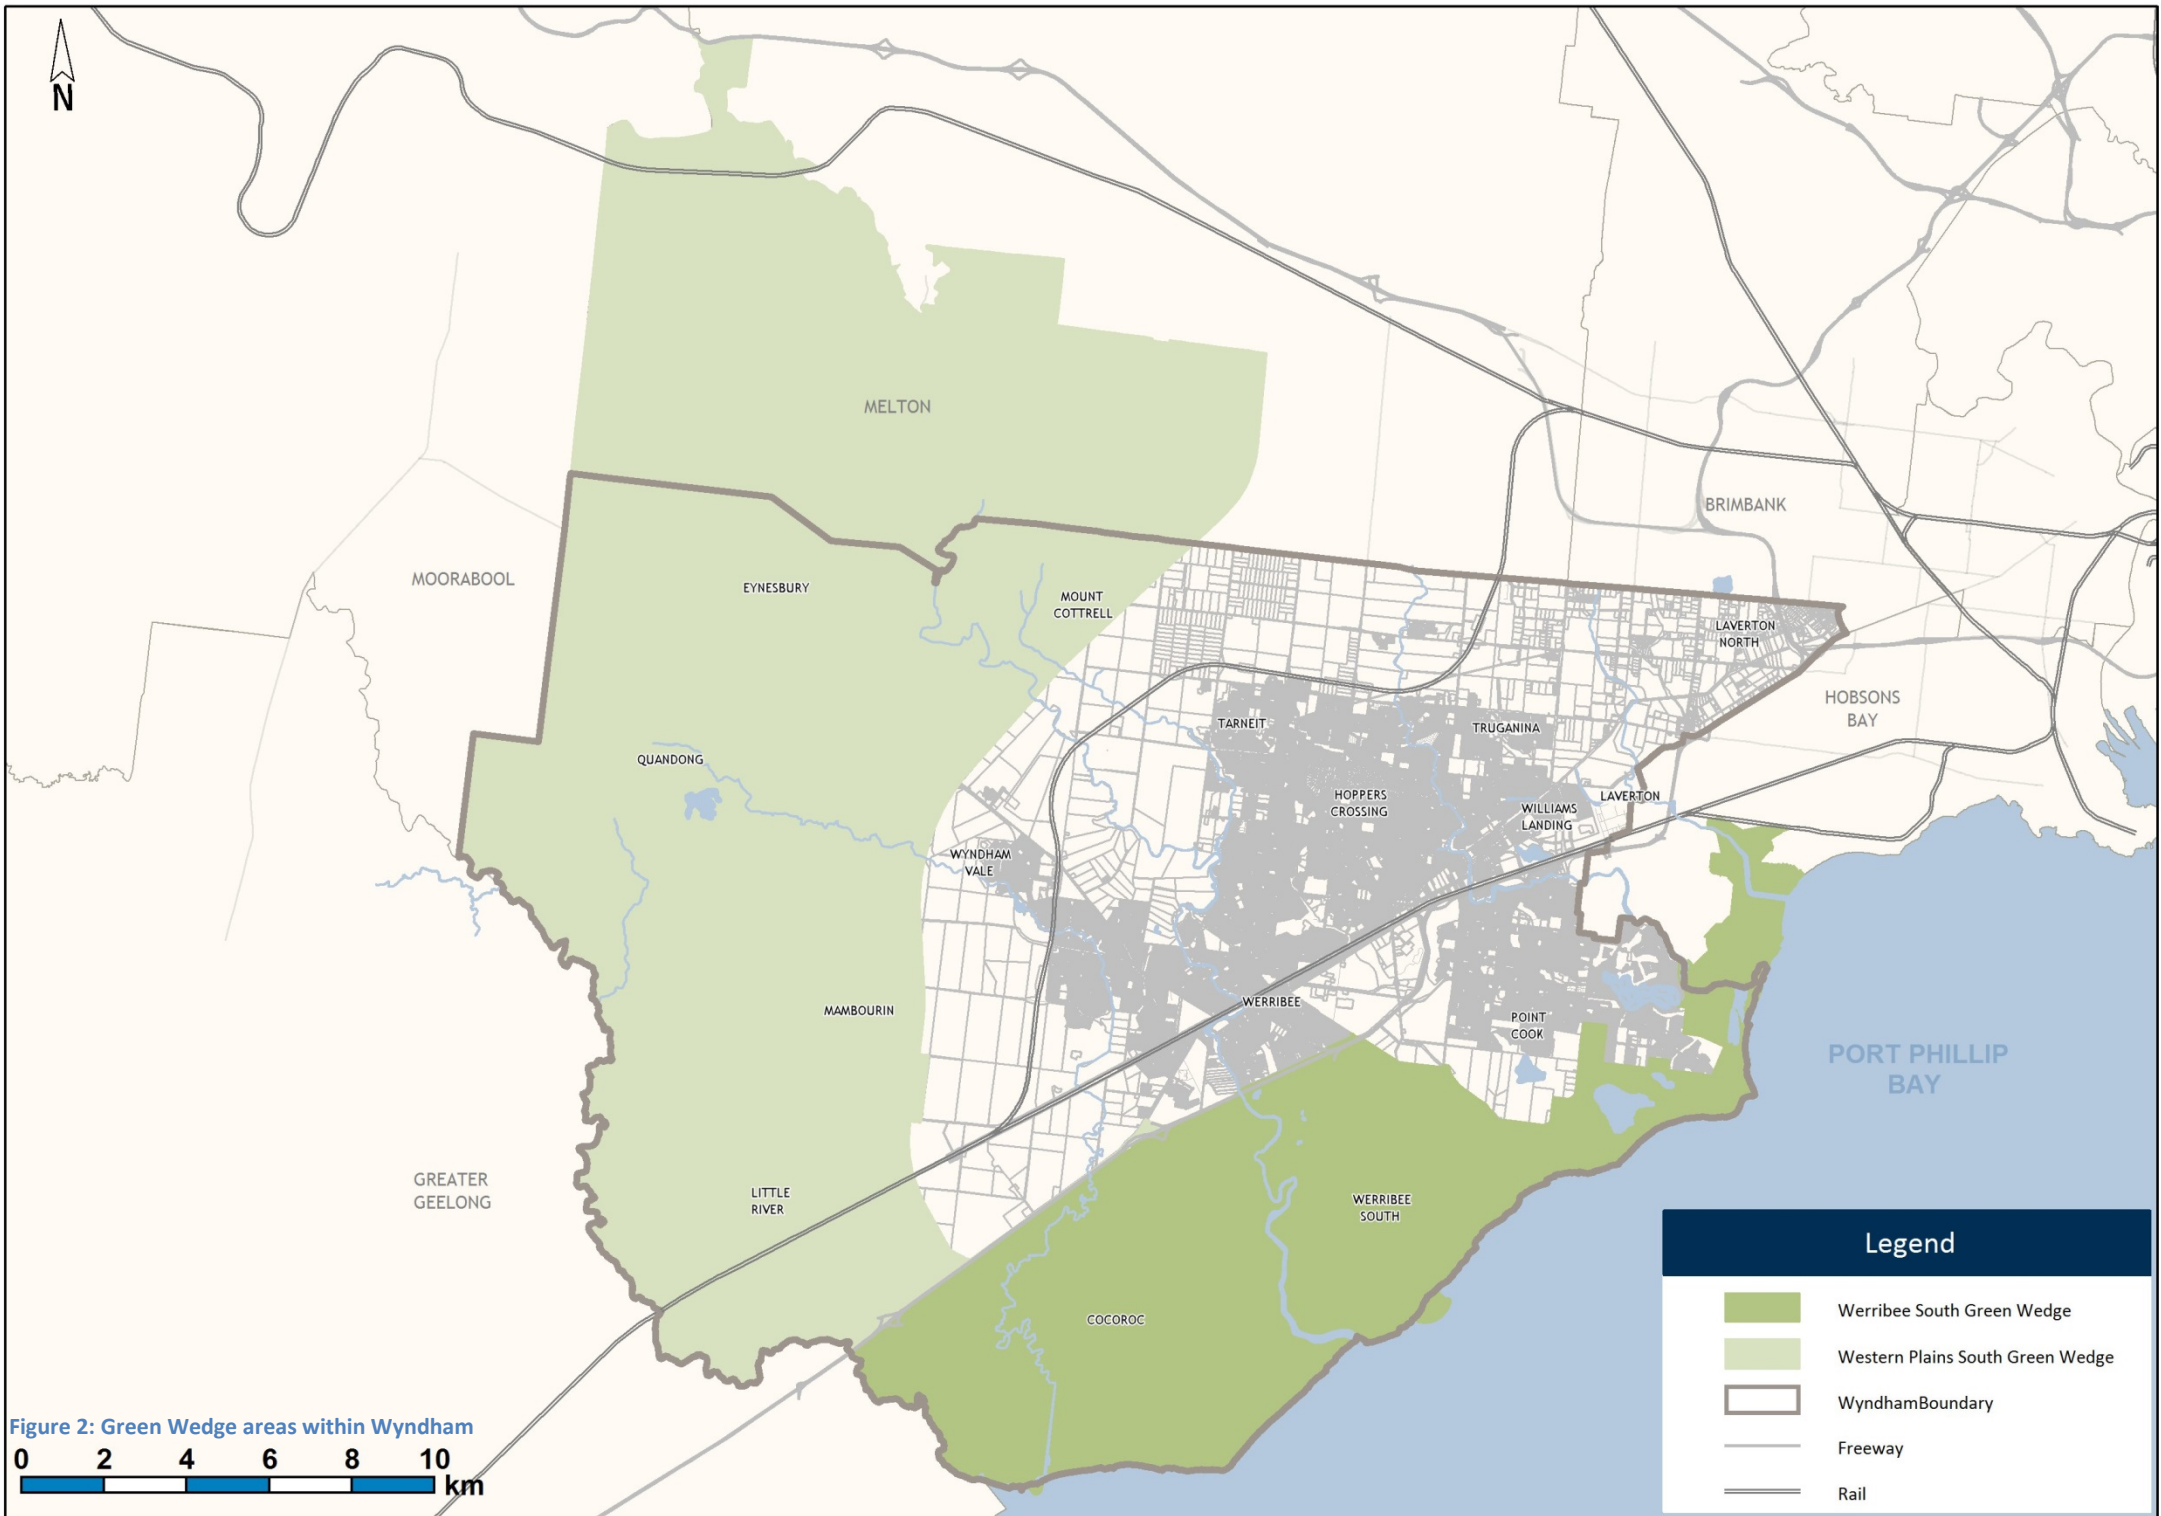 N
MELTON
BRIMBANK
MOORABOOL
EYNESBURY
MOUNT
COTTRELL
LAVERTON
NORTH
HOBSONS
BAY
TARNEIT
TRUGANINA
QUANDONG
HOPPERS
CROSSING
WILLIAMS
LANDING
LAVERTON
WYNDHAM
VALE
WERRIBEE
MAMBOURIN
POINT
COOK
PORT PHILLIP
BAY
GREATER
GEELONG
LITTLE
RIVER
WERRIBEE
SOUTH
COCOROC
Legend
Werribee South Green Wedge
Western Plains South Green Wedge
WyndhamBoundary
Freeway
Rail
Figure 2: Green Wedge areas within Wyndham
0 2 4 6 8 10
km